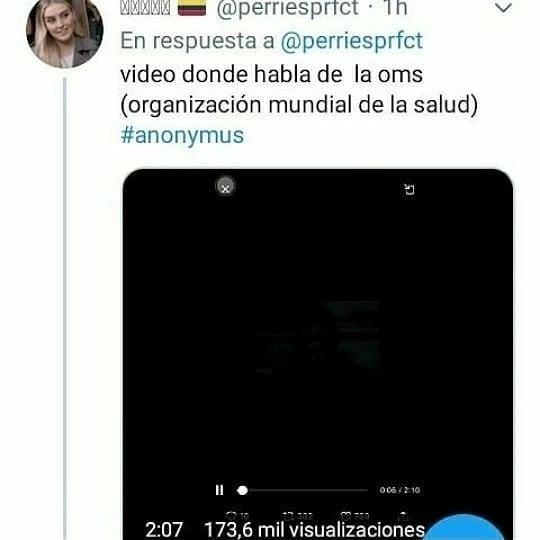 @perriesprfct · 1h
En respuesta a @perriesprfct
video donde habla de la oms
(organización mundial de la salud)
#anonymus
0:06 / 2:10
2:07 173,6 mil visualizaciones